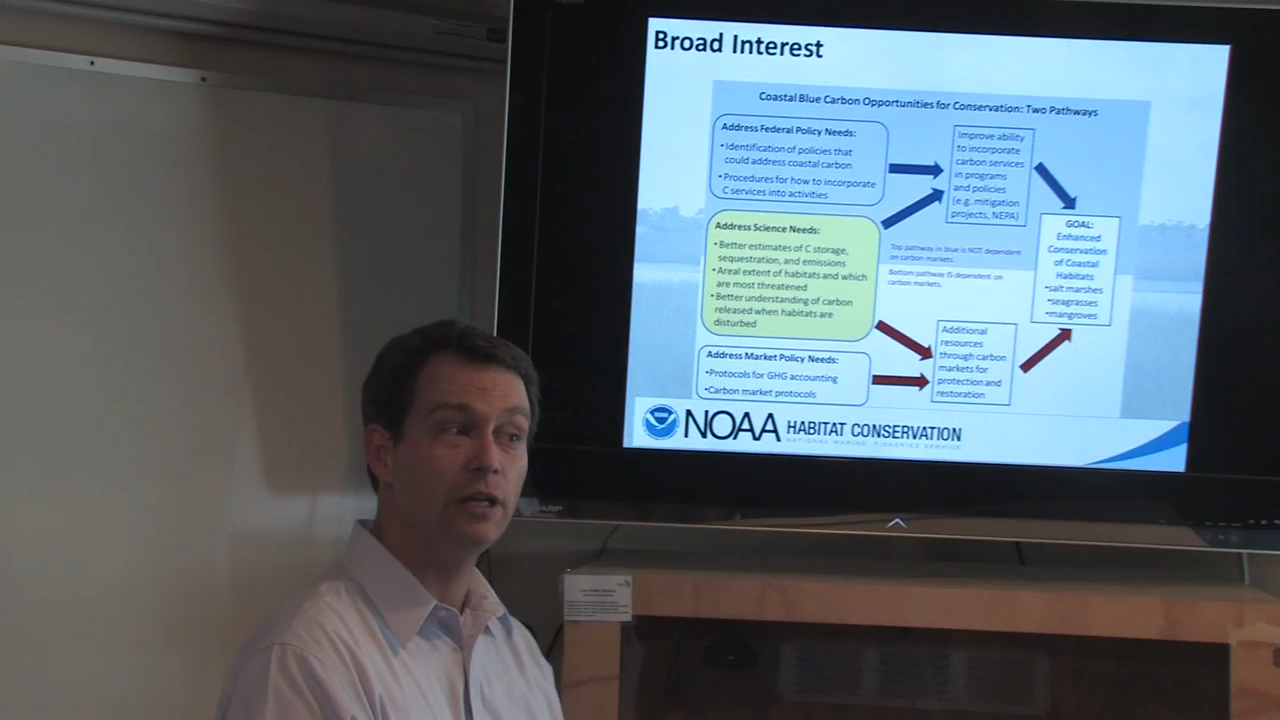 Broad Interest
Coastal Blue Carbon Opportunities for Conservation: Two Pathways
Address Federal Policy Needs:
•Identification of policies that
could address coastal carbon
•Procedures for how to incorporate
C services into activities
Improve ability
to incorporate
carbon services
in programs
and policies
(e.g. mitigation
projects, NEPA)
Address Science Needs:
•Better estimates of C storage,
sequestration, and emissions
•Areal extent of habitats and which
are most threatened
•Better understanding of carbon
released when habitats are
disturbed
Top pathway in blue is NOT dependent
on carbon markets.
Bottom pathway IS dependent on
carbon markets.
GOAL:
Enhanced
Conservation
of Coastal
Habitats
•salt marshes
•seagrasses
•mangroves
Address Market Policy Needs:
•Protocols for GHG accounting
•Carbon market protocols
Additional
resources
through carbon
markets for
protection and
restoration
NOAA HABITAT CONSERVATION
NATIONAL MARINE FISHERIES SERVICE
SHARP